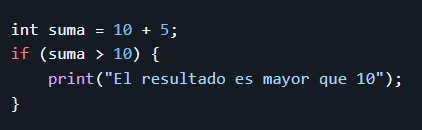 int suma = 10 + 5;
if (suma > 10) {
    print("El resultado es mayor que 10");
}